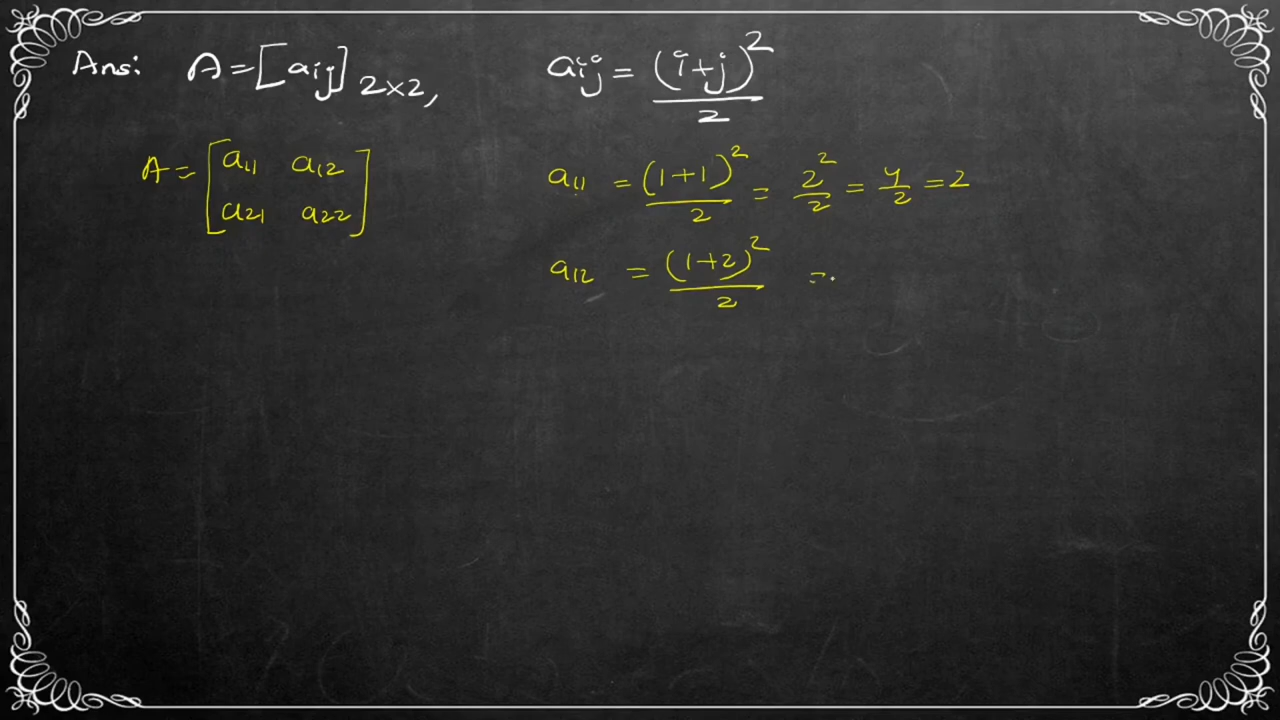 Ans: A = [aij] 2×2, aij = (i+j)²/2
A = [a11 a12
a21 a22]
a11 = (1+1)²/2 = 2²/2 = 4/2 = 2
a12 = (1+2)²/2 =